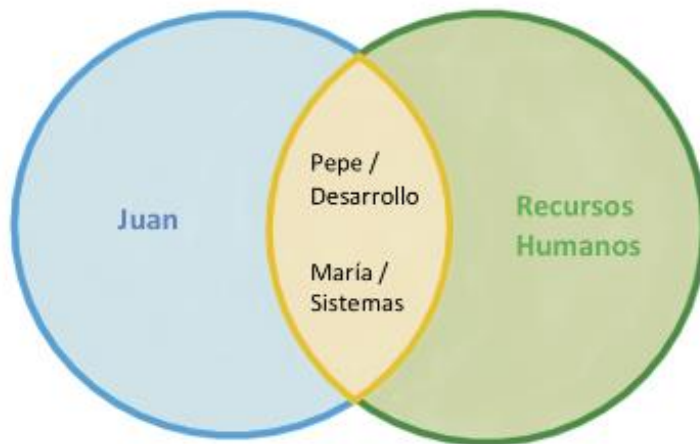 Juan
Pepe /
Desarrollo
María /
Sistemas
Recursos
Humanos